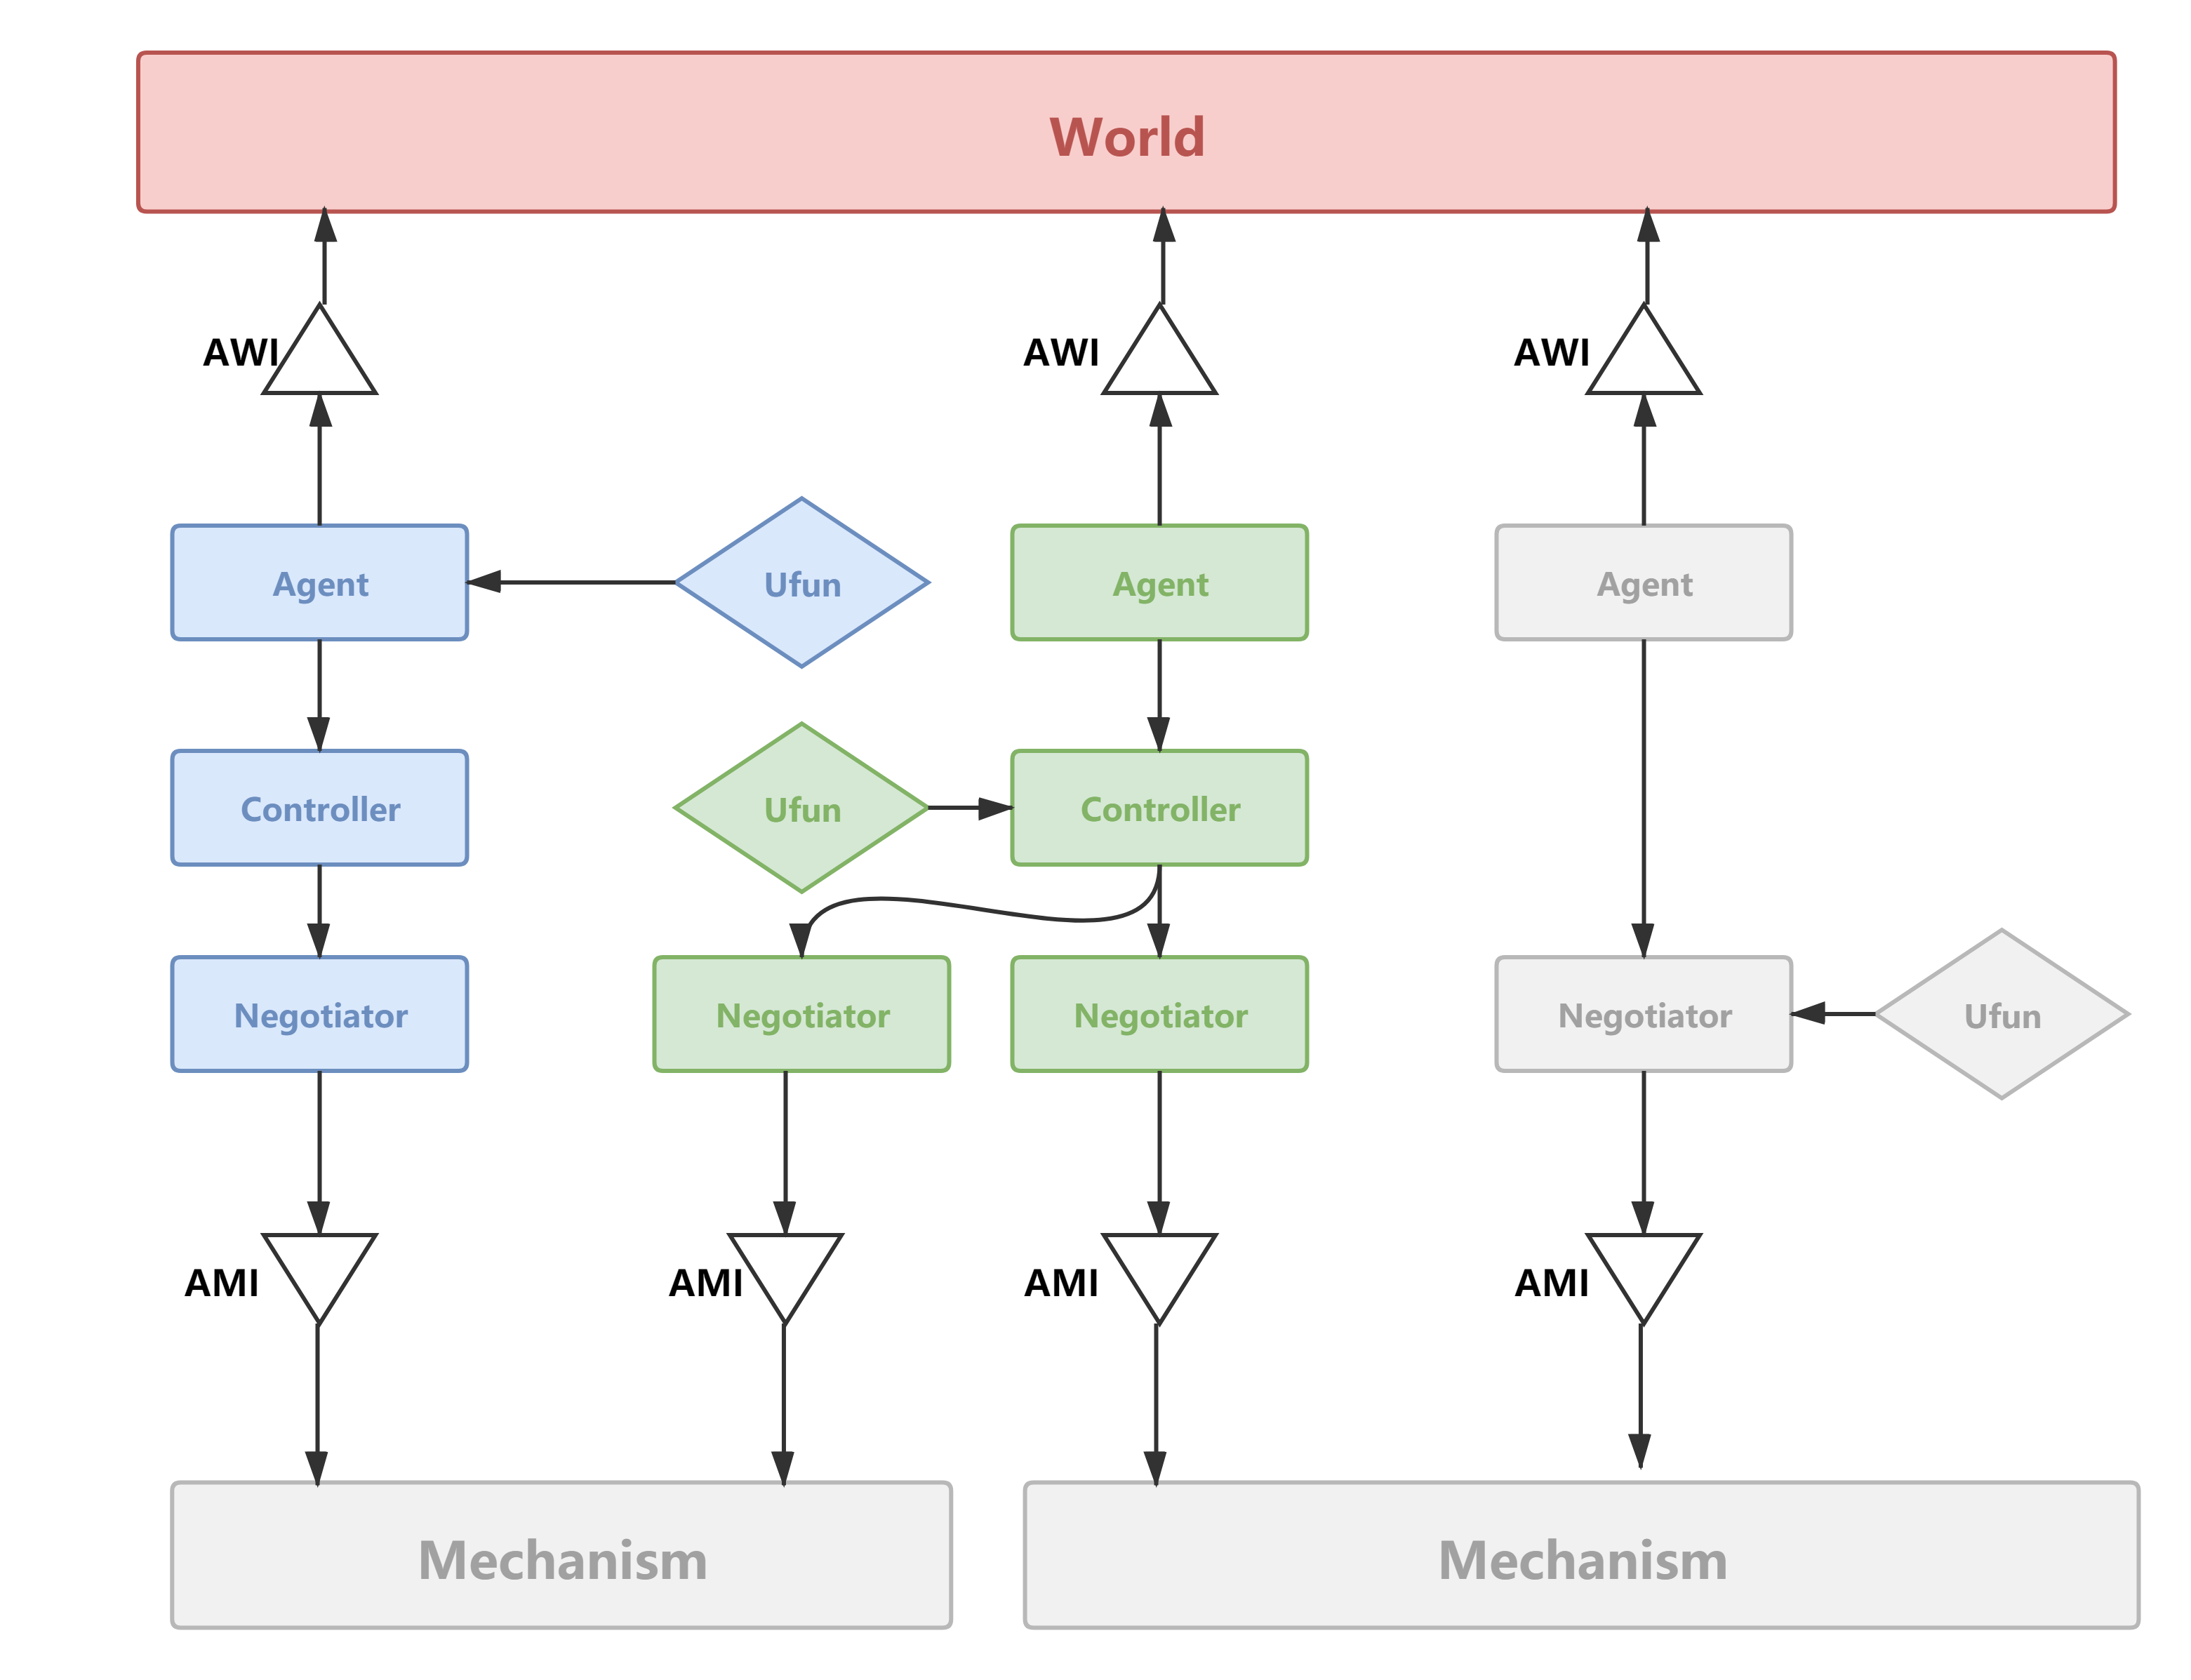 World
AWI
AWI
AWI
Agent
Ufun
Agent
Agent
Controller
Ufun
Controller
Negotiator
Negotiator
Negotiator
Negotiator
Ufun
AMI
AMI
AMI
AMI
Mechanism
Mechanism